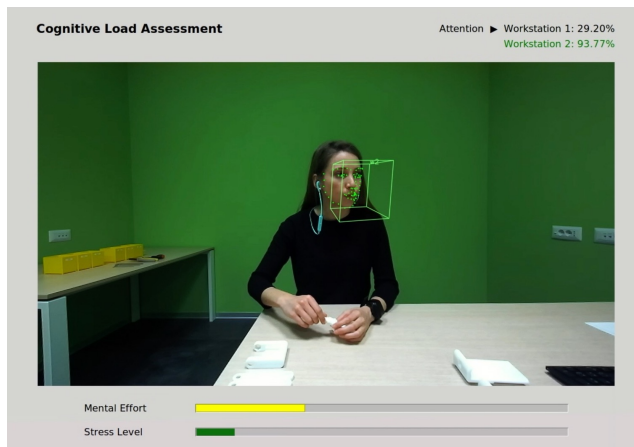 Cognitive Load Assessment
Attention ▶ Workstation 1: 29.20%
Workstation 2: 93.77%
Mental Effort
Stress Level